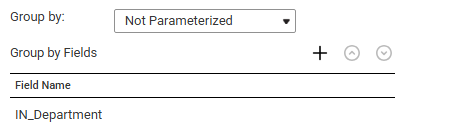 Group by: Not Parameterized
Group by Fields
Field Name
IN_Department